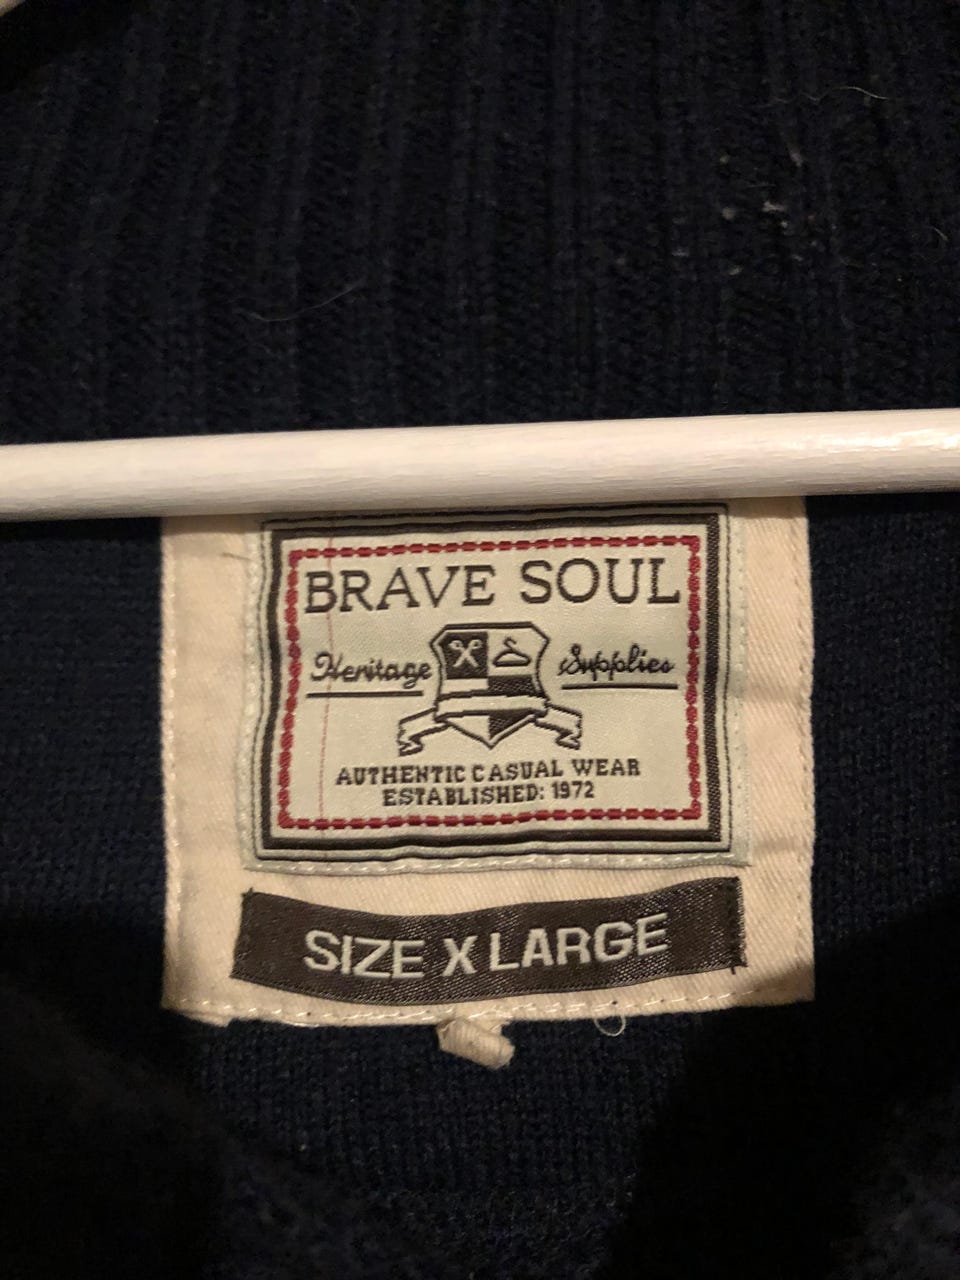 BRAVE SOUL
Heritage Supplies
AUTHENTIC CASUAL WEAR
ESTABLISHED: 1972
SIZE X LARGE